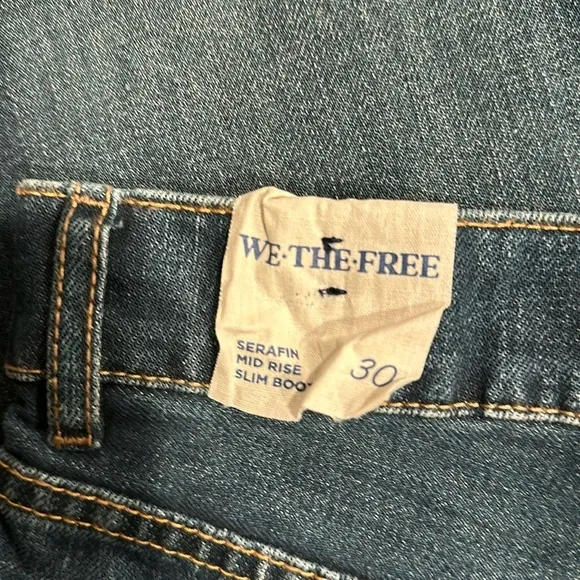 WE·THE·FREE
SERAFIN
MID RISE
SLIM BOOT
30